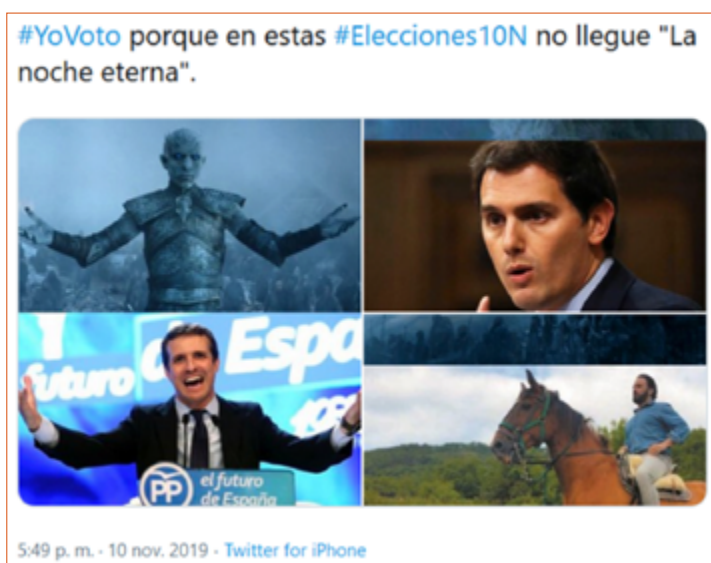 #YoVoto porque en estas #Elecciones10N no llegue "La
noche eterna".
futuro de Espa
PP
el futuro
de España
5:49 p. m. · 10 nov. 2019 · Twitter for iPhone